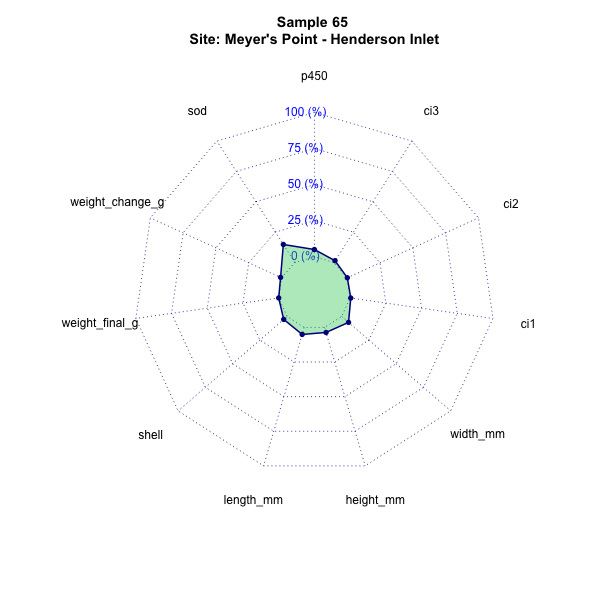 Sample 65
Site: Meyer's Point - Henderson Inlet
p450
sod
ci3
100 (%)
75 (%)
50 (%)
25 (%)
0 (%)
weight_change_g
ci2
weight_final_g
ci1
shell
width_mm
length_mm
height_mm